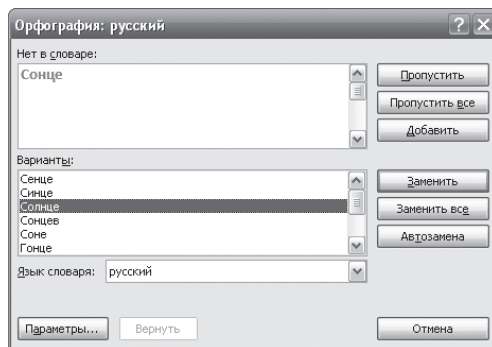 Орфография: русский
Нет в словаре:
Сонце
Пропустить
Пропустить все
Добавить
Варианты:
Сенце
Синце
Солнце
Сонцев
Соне
Гонце
Заменить
Заменить все
Автозамена
Язык словаря: русский
Параметры... Вернуть Отмена